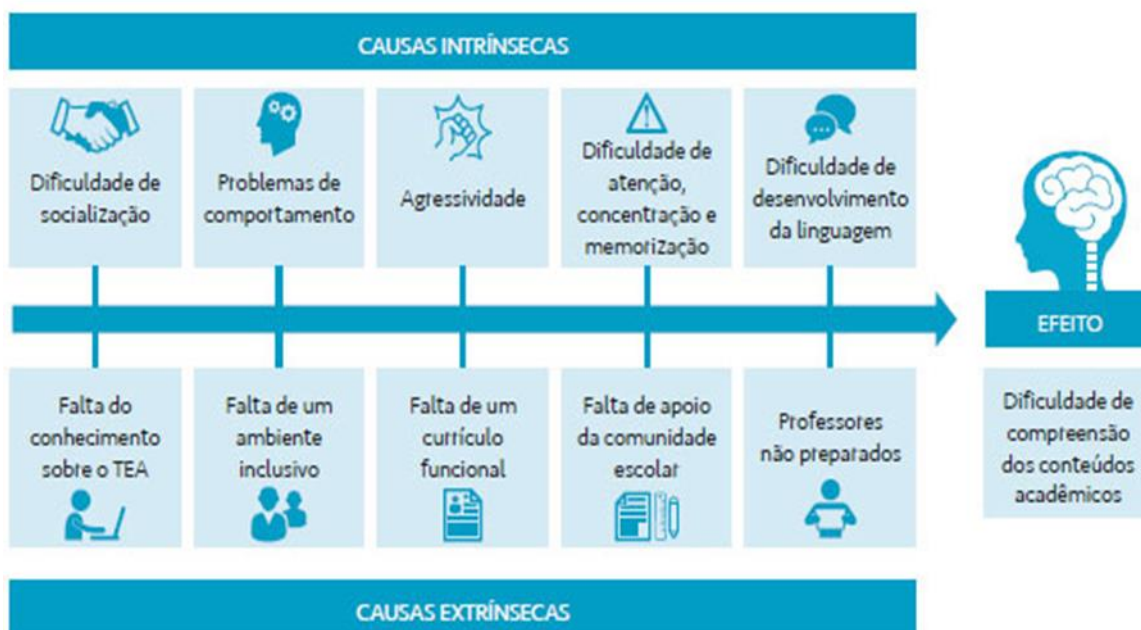 CAUSAS INTRÍNSECAS
Dificuldade de
socialização
Problemas de
comportamento
Agressividade
Dificuldade de
atenção,
concentração e
memorização
Dificuldade de
desenvolvimento
da linguagem
EFEITO
Dificuldade de
compreensão
dos conteúdos
acadêmicos
Falta do
conhecimento
sobre o TEA
Falta de um
ambiente
inclusivo
Falta de um
currículo
funcional
Falta de apoio
da comunidade
escolar
Professores
não preparados
CAUSAS EXTRÍNSECAS